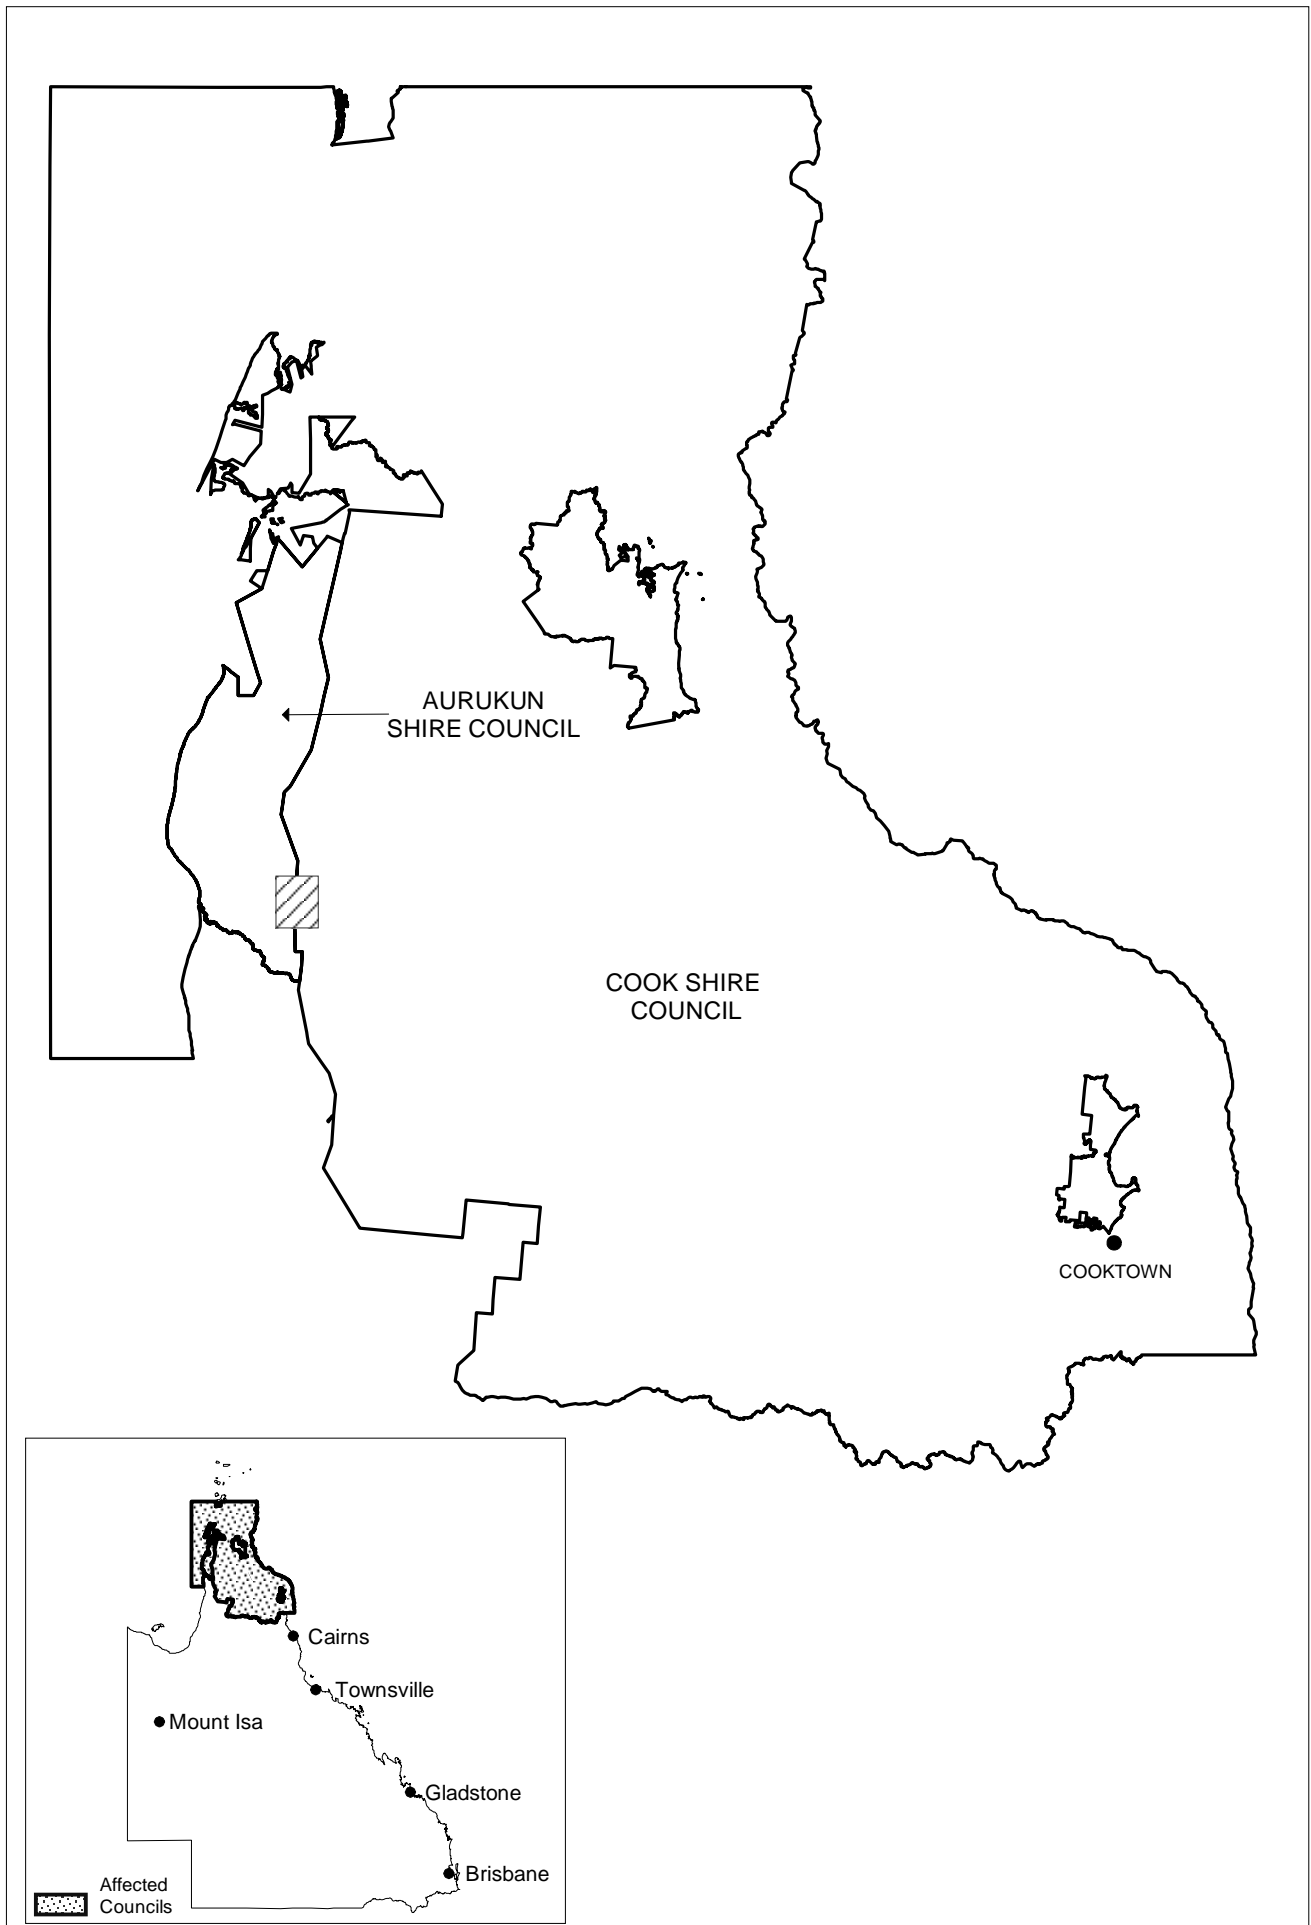 AURUKUN
SHIRE COUNCIL
COOK SHIRE
COUNCIL
COOKTOWN
Cairns
Townsville
Mount Isa
Gladstone
Brisbane
Affected
Councils